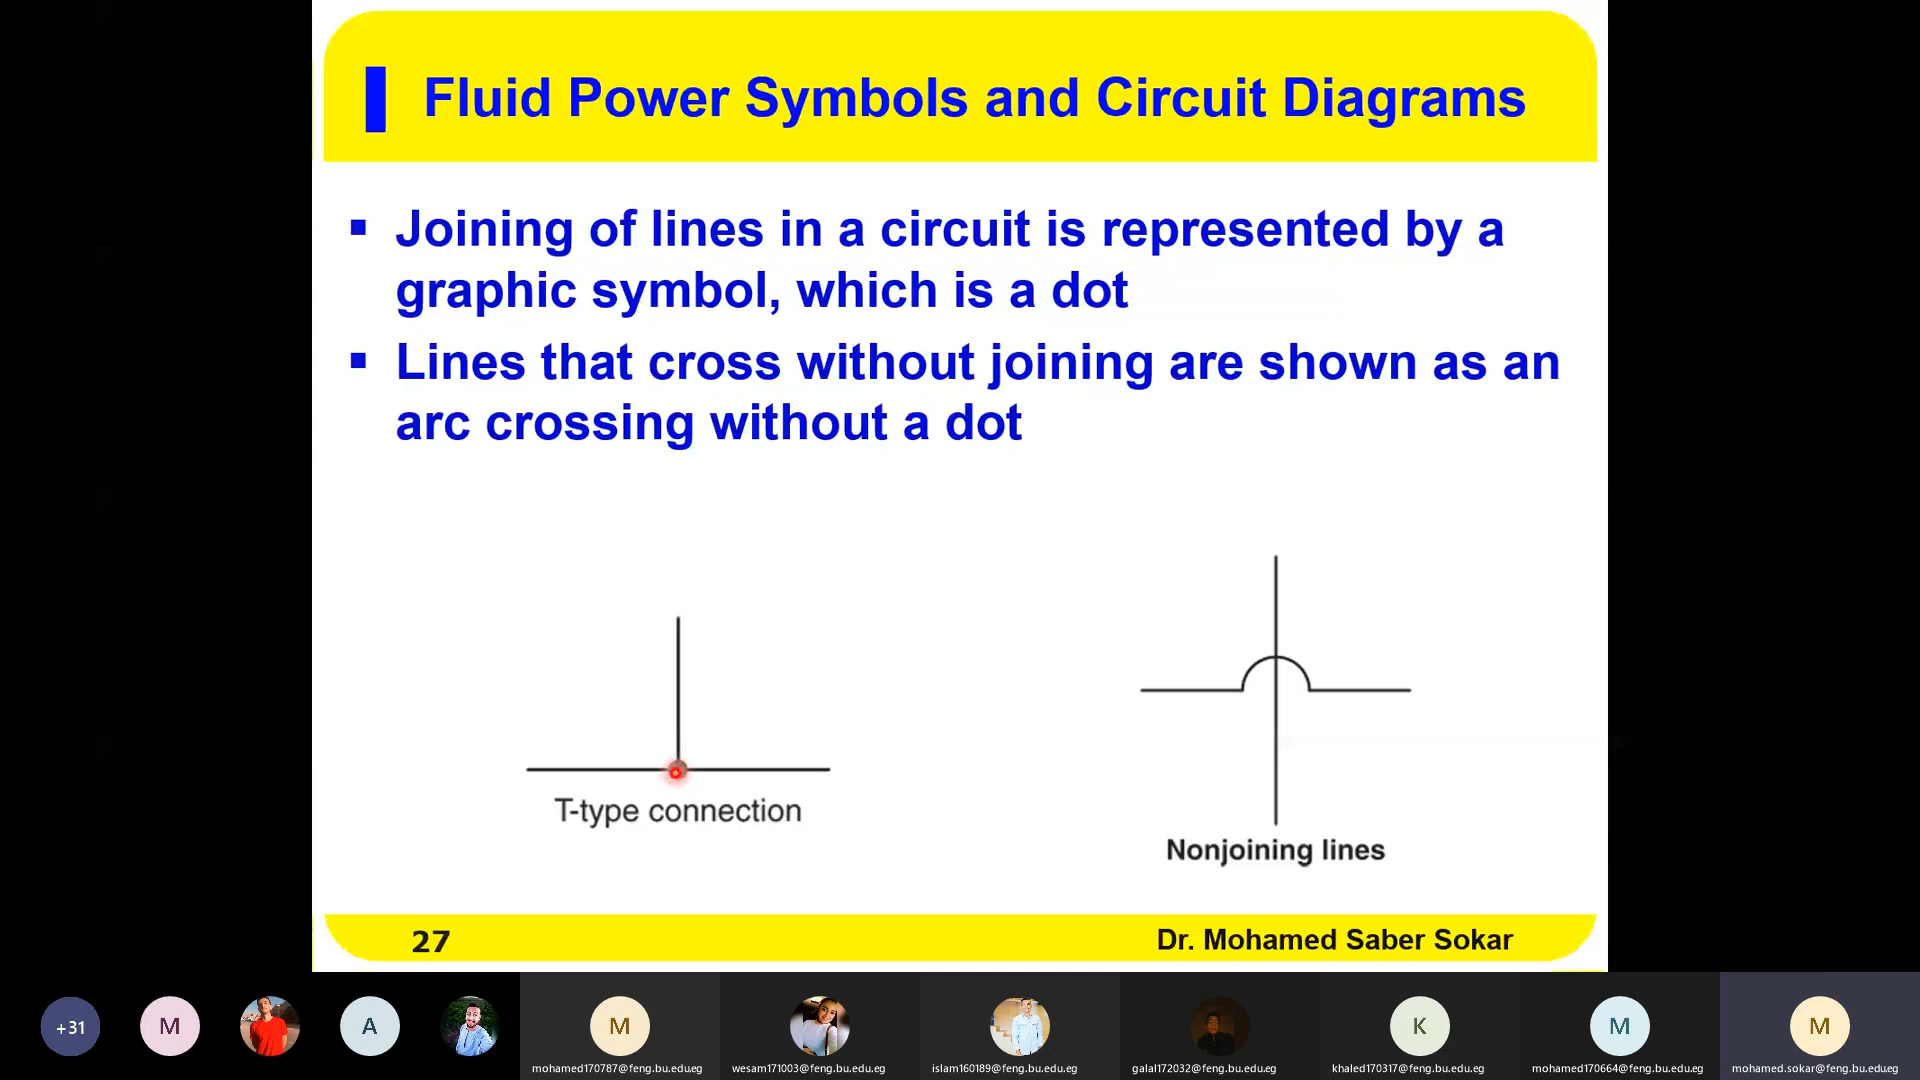 Fluid Power Symbols and Circuit Diagrams
▪ Joining of lines in a circuit is represented by a
graphic symbol, which is a dot
▪ Lines that cross without joining are shown as an
arc crossing without a dot
T-type connection
Nonjoining lines
27
Dr. Mohamed Saber Sokar
+31
M
A
M
K
M
M
mohamed170787@feng.bu.edu.eg
wesam171003@feng.bu.edu.eg
islam160189@feng.bu.edu.eg
galal172032@feng.bu.edu.eg
khaled170317@feng.bu.edu.eg
mohamed170664@feng.bu.edu.eg
mohamed.sokar@feng.bu.edu.eg